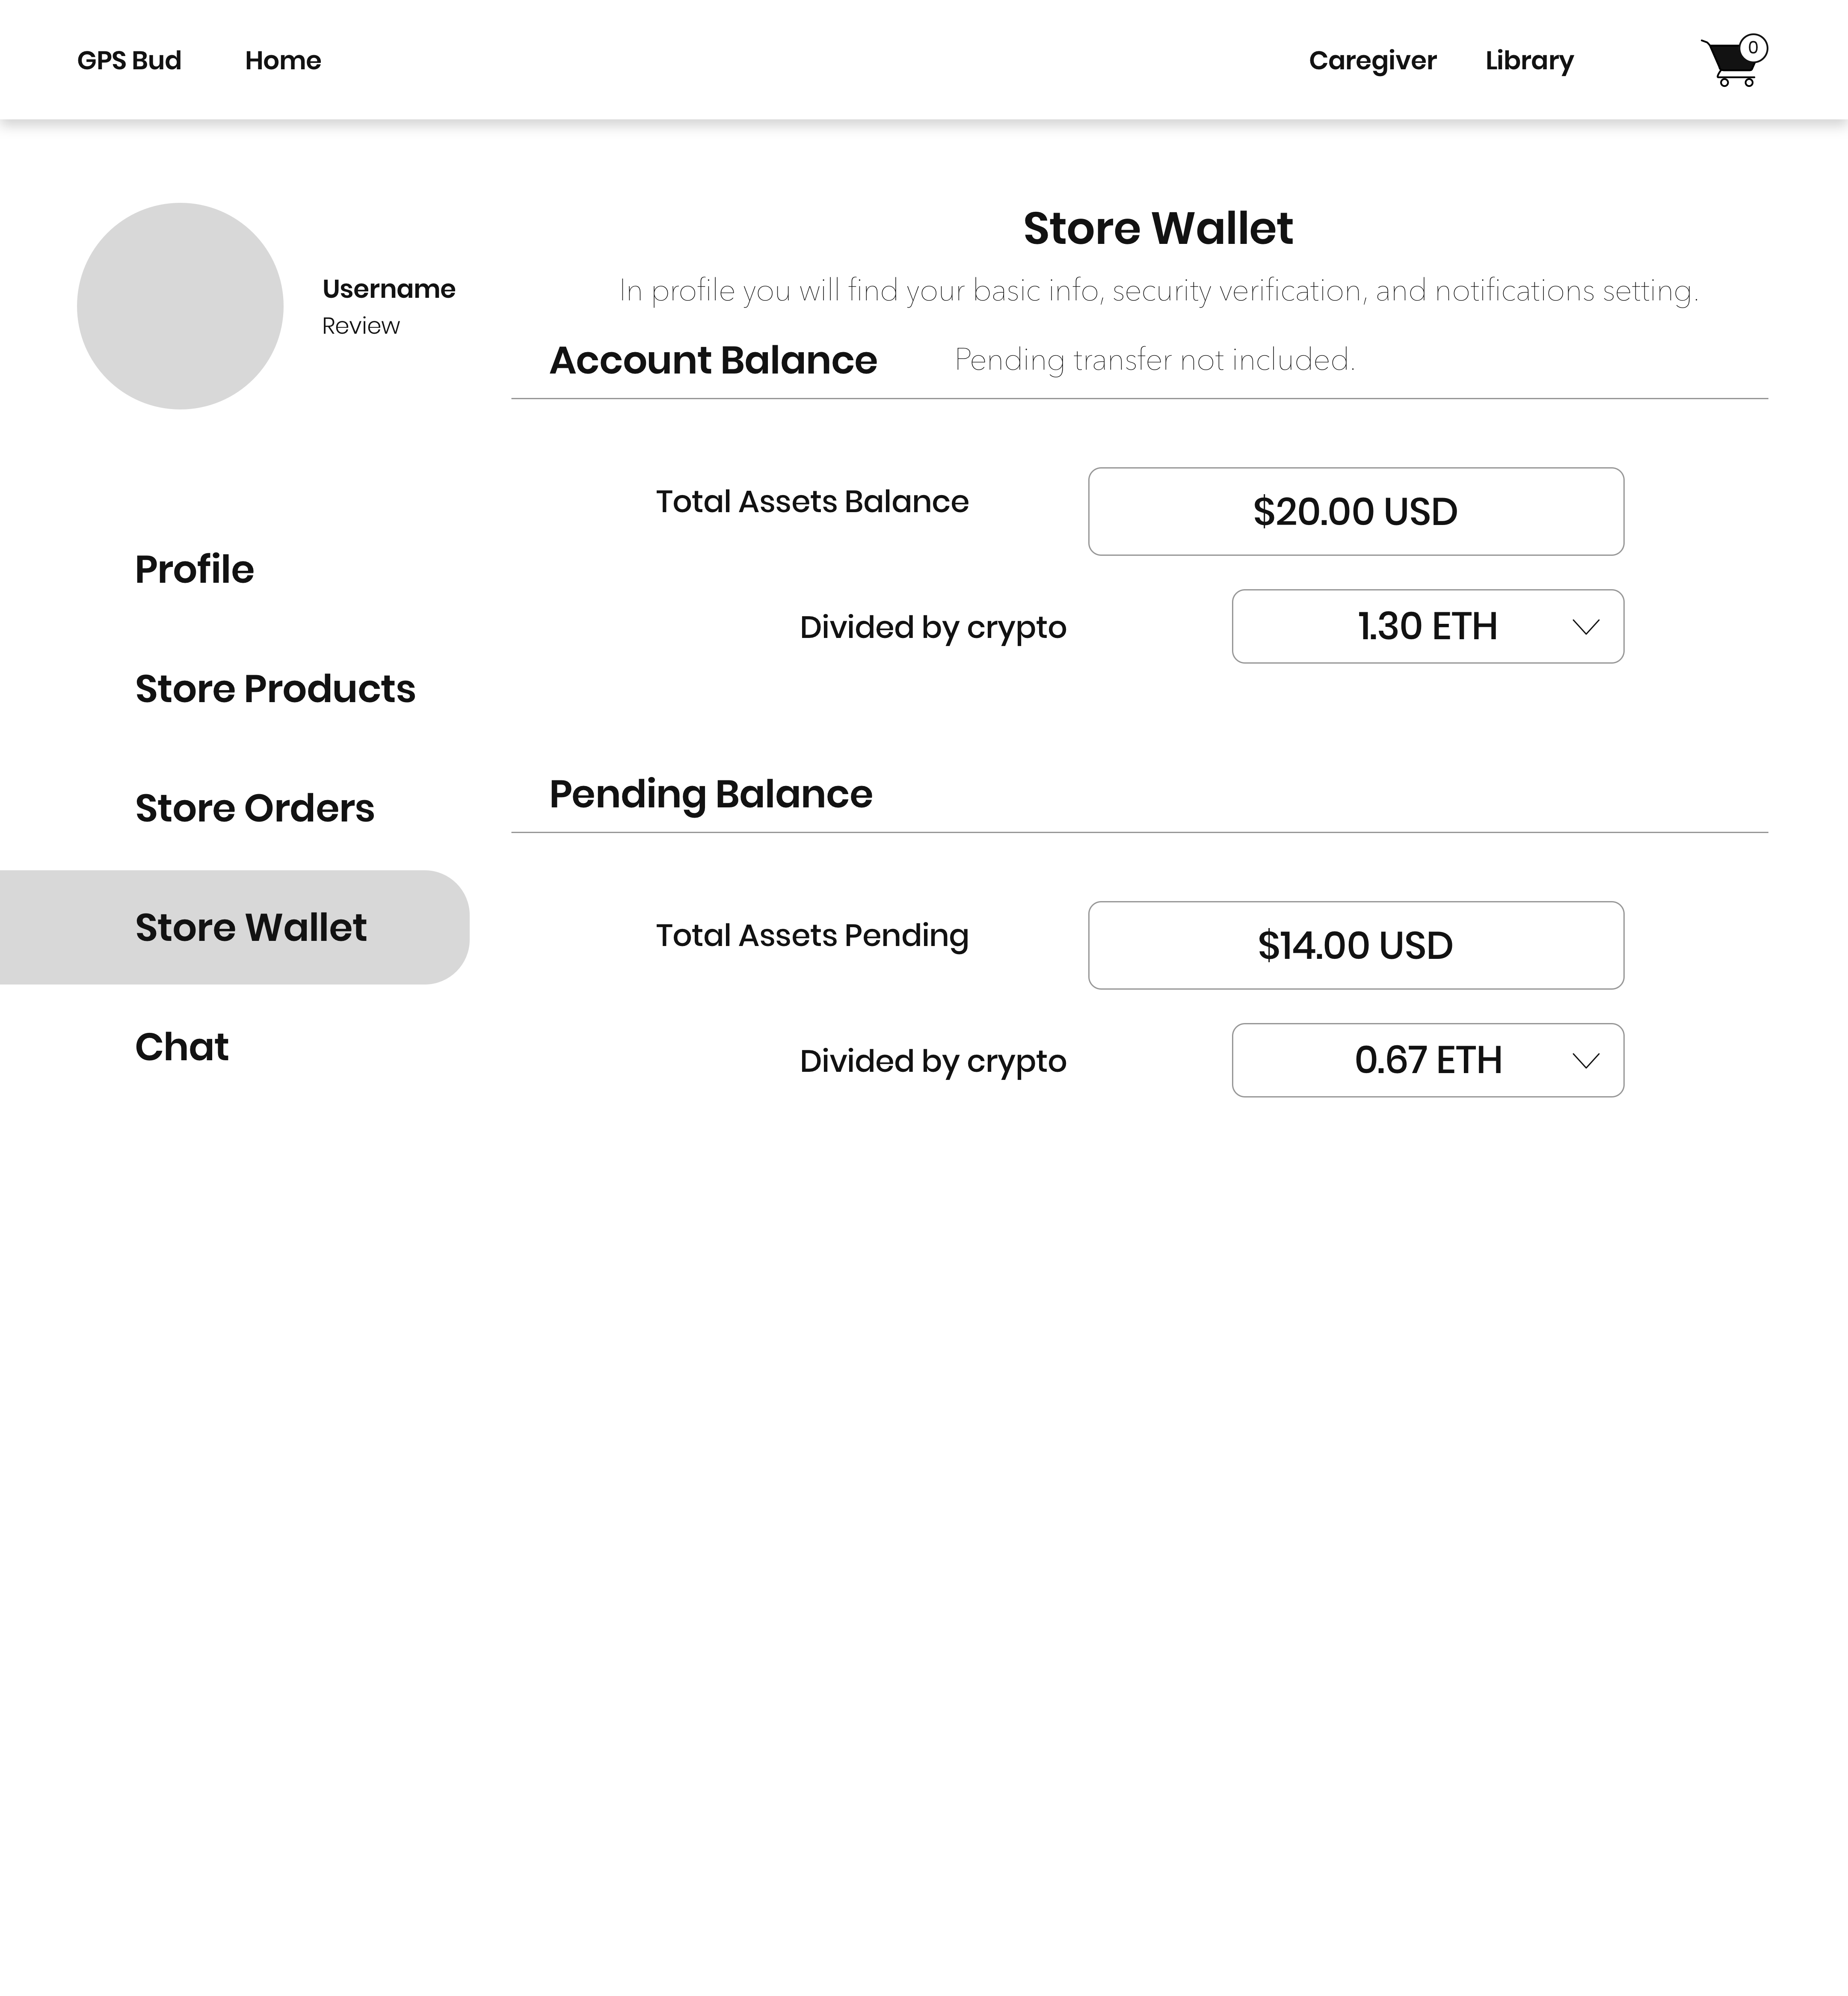 GPS Bud Home Caregiver Library 0
Username
Review
Profile
Store Products
Store Orders
Store Wallet
Chat
Store Wallet
In profile you will find your basic info, security verification, and notifications setting.
Account Balance Pending transfer not included.
Total Assets Balance $20.00 USD
Divided by crypto 1.30 ETH
Pending Balance
Total Assets Pending $14.00 USD
Divided by crypto 0.67 ETH